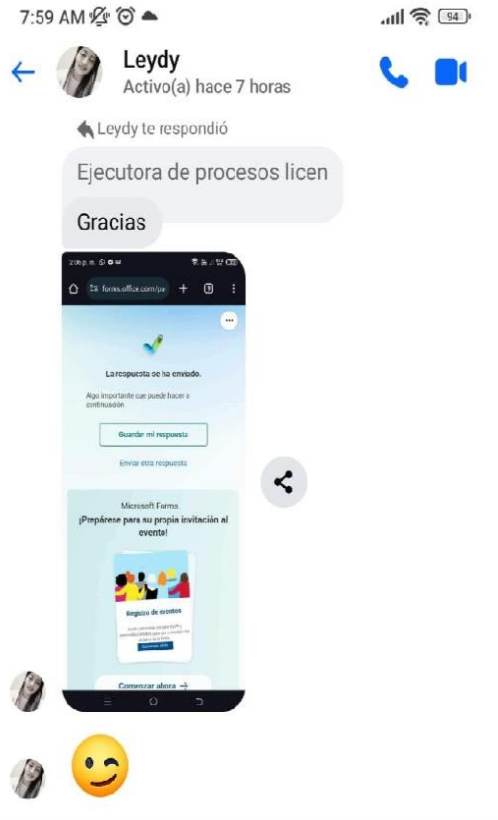 7:59 AM
94
Leydy
Activo(a) hace 7 horas
Leydy te respondió
Ejecutora de procesos licen
Gracias
forms.office.com/pa
La respuesta se ha enviado.
Algo importante que puede hacer a
continuación
Guardar mi respuesta
Enviar otra respuesta
Microsoft Forms
¡Prepárese para su propia invitación al
evento!
Registro de eventos
Comenzar ahora →